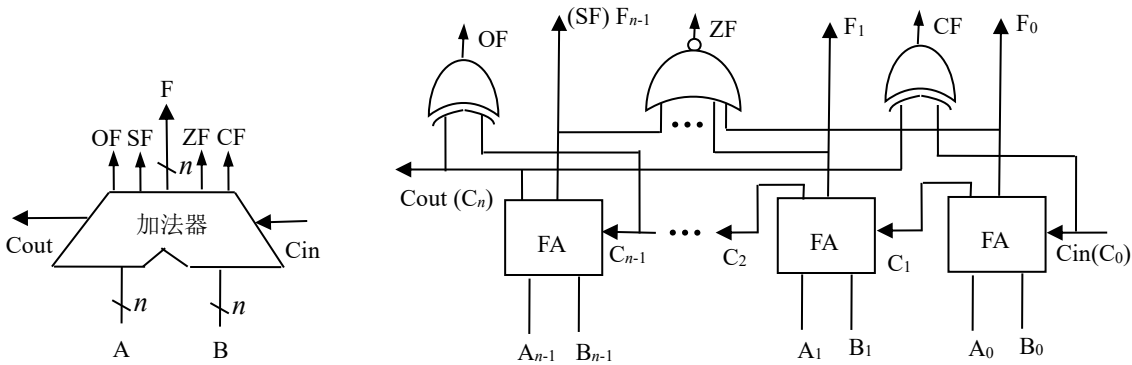 F
OF SF ZF CF
n
加法器
Cout Cin
n n
A B
OF (SF) Fn-1 ZF F1 CF F0
•••
Cout (Cn)
FA Cn-1 ••• C2 FA C1 FA Cin(C0)
An-1 Bn-1 A1 B1 A0 B0